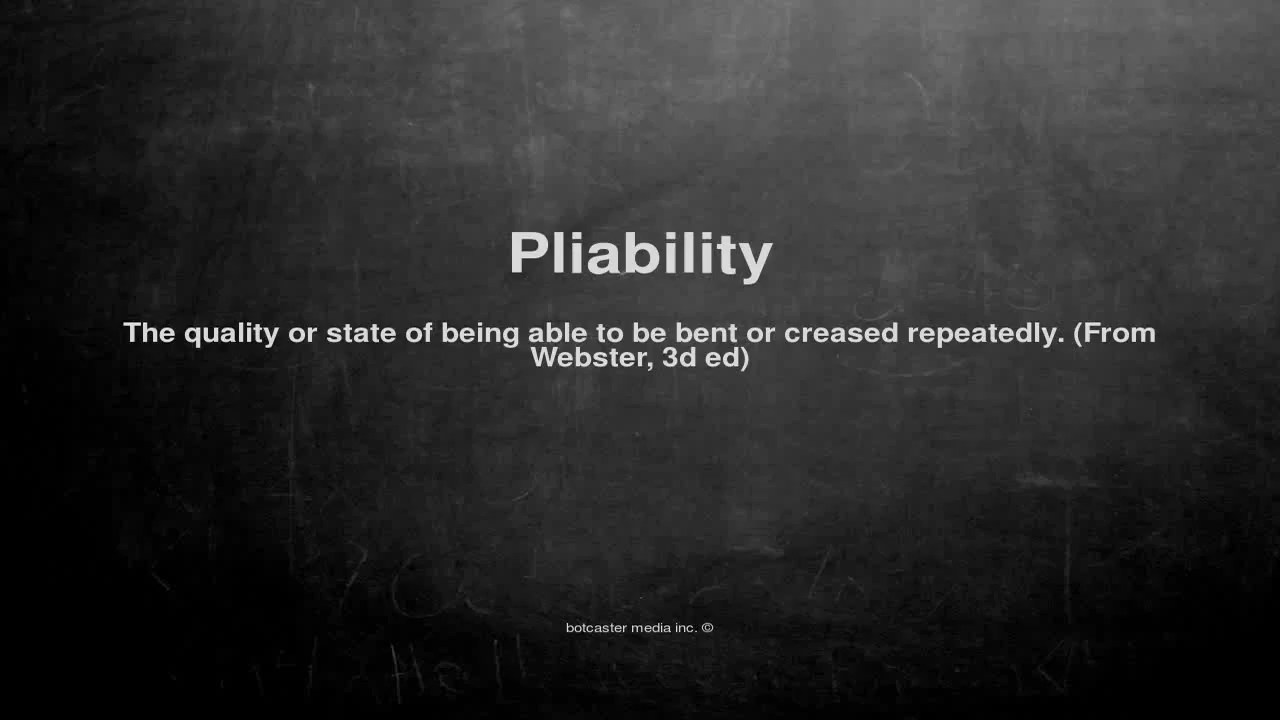 Pliability
The quality or state of being able to be bent or creased repeatedly. (From
Webster, 3d ed)
botcaster media inc. ©